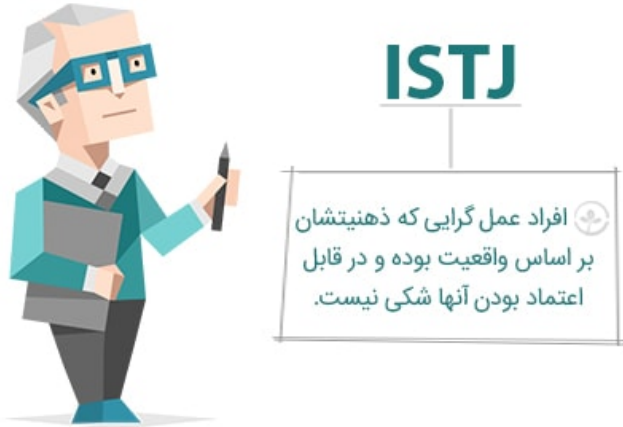 ISTJ
افراد عمل گرایی که ذهنیتشان
بر اساس واقعیت بوده و در قابل
اعتماد بودن آنها شکی نیست.